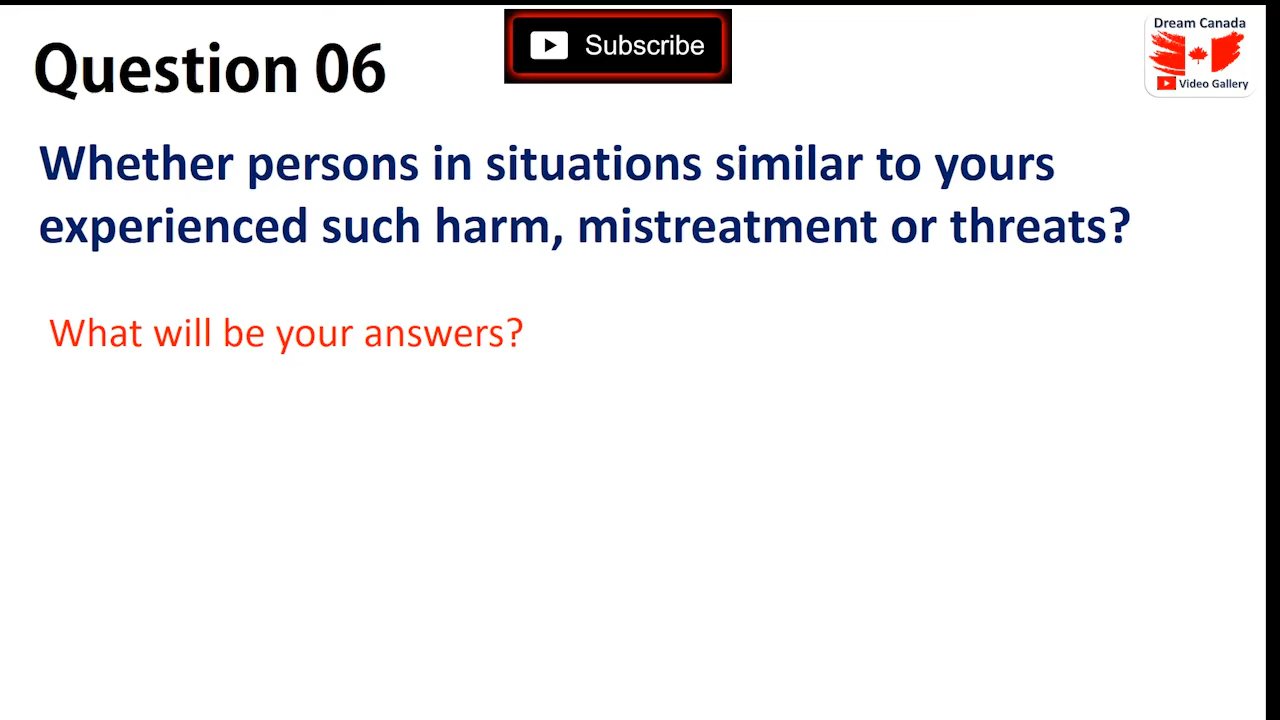 Subscribe
Dream Canada
Video Gallery
Question 06
Whether persons in situations similar to yours
experienced such harm, mistreatment or threats?
What will be your answers?